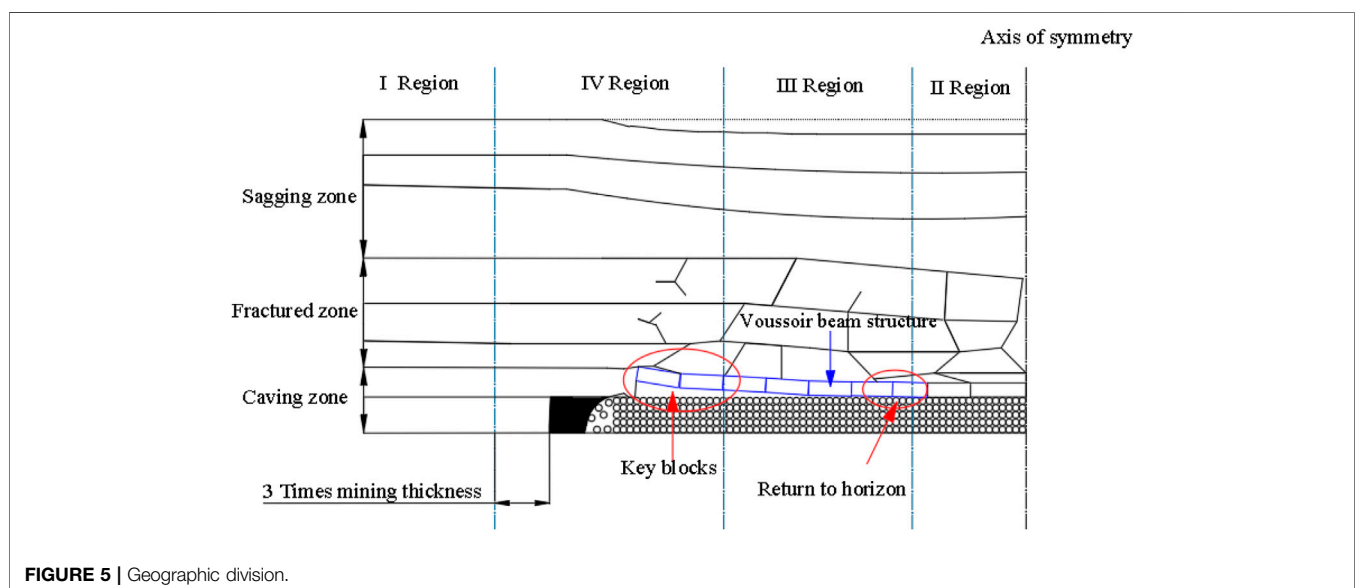 Axis of symmetry
I Region
IV Region
III Region
II Region
Sagging zone
Fractured zone
Voussoir beam structure
Caving zone
Key blocks
3 Times mining thickness
Return to horizon
FIGURE 5 | Geographic division.